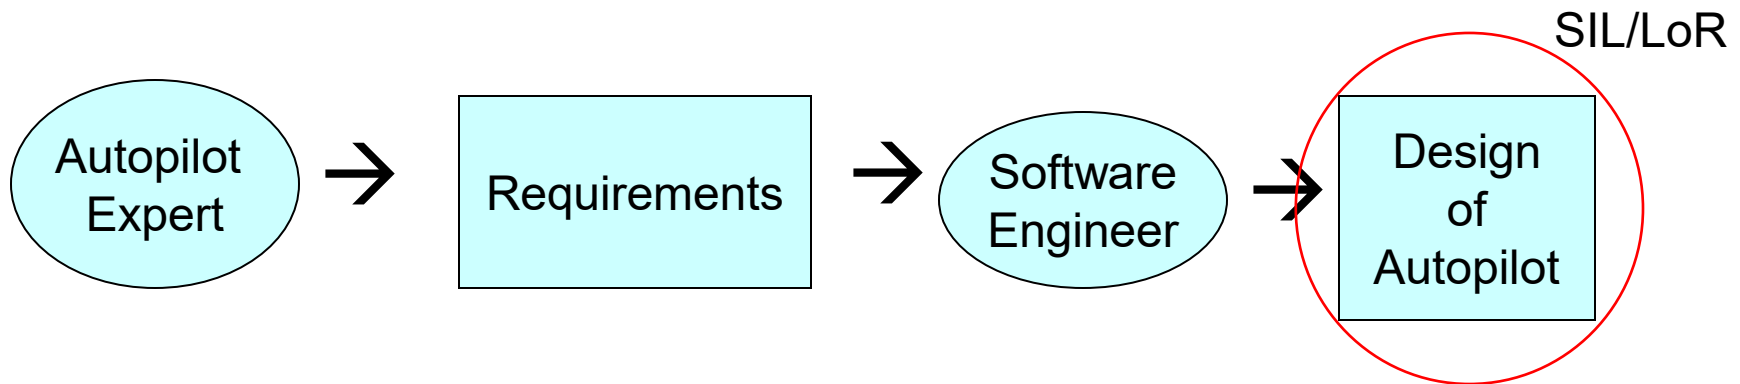 SIL/LoR
Autopilot
Expert
Requirements
Software
Engineer
Design
of
Autopilot